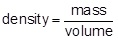 density = mass / volume